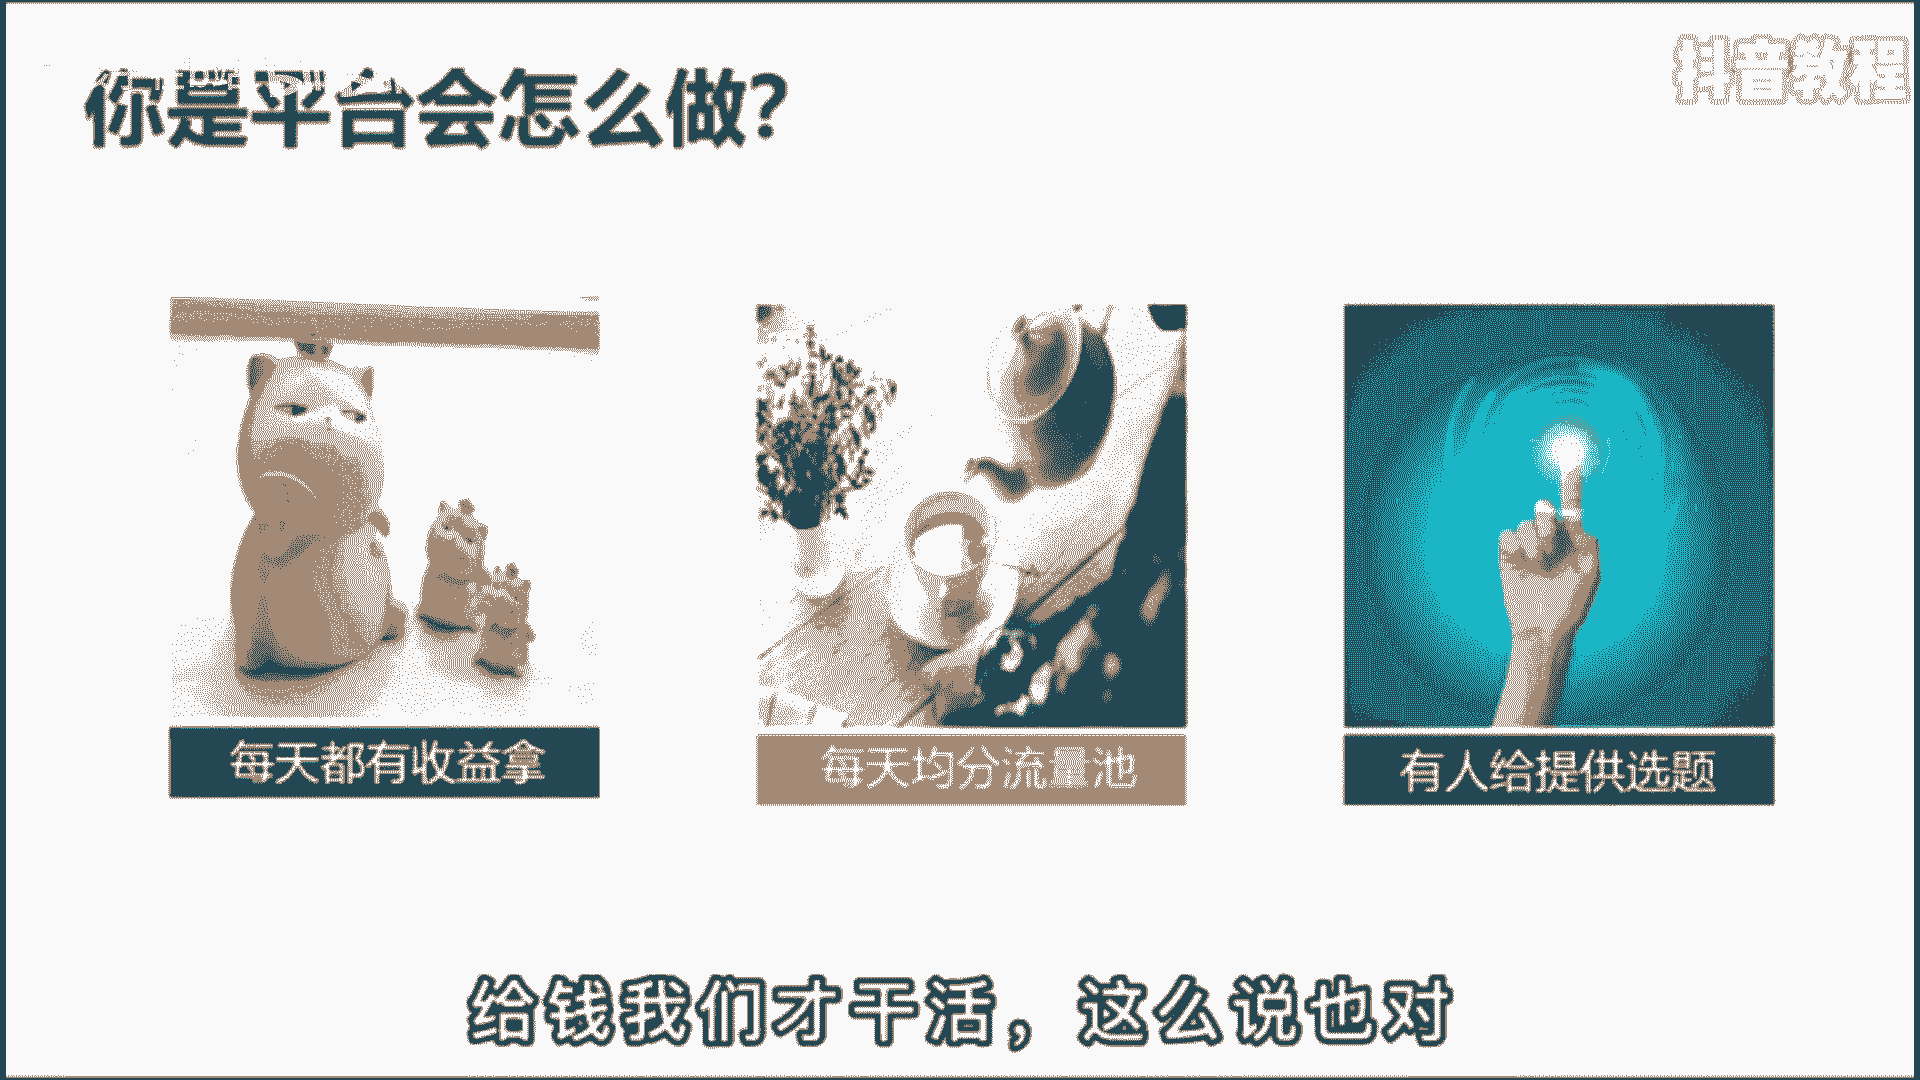 你是平台会怎么做?
抖音教程
每天都有收益拿
每天均分流量池
有人给提供选题
给钱我们才干活，这么说也对